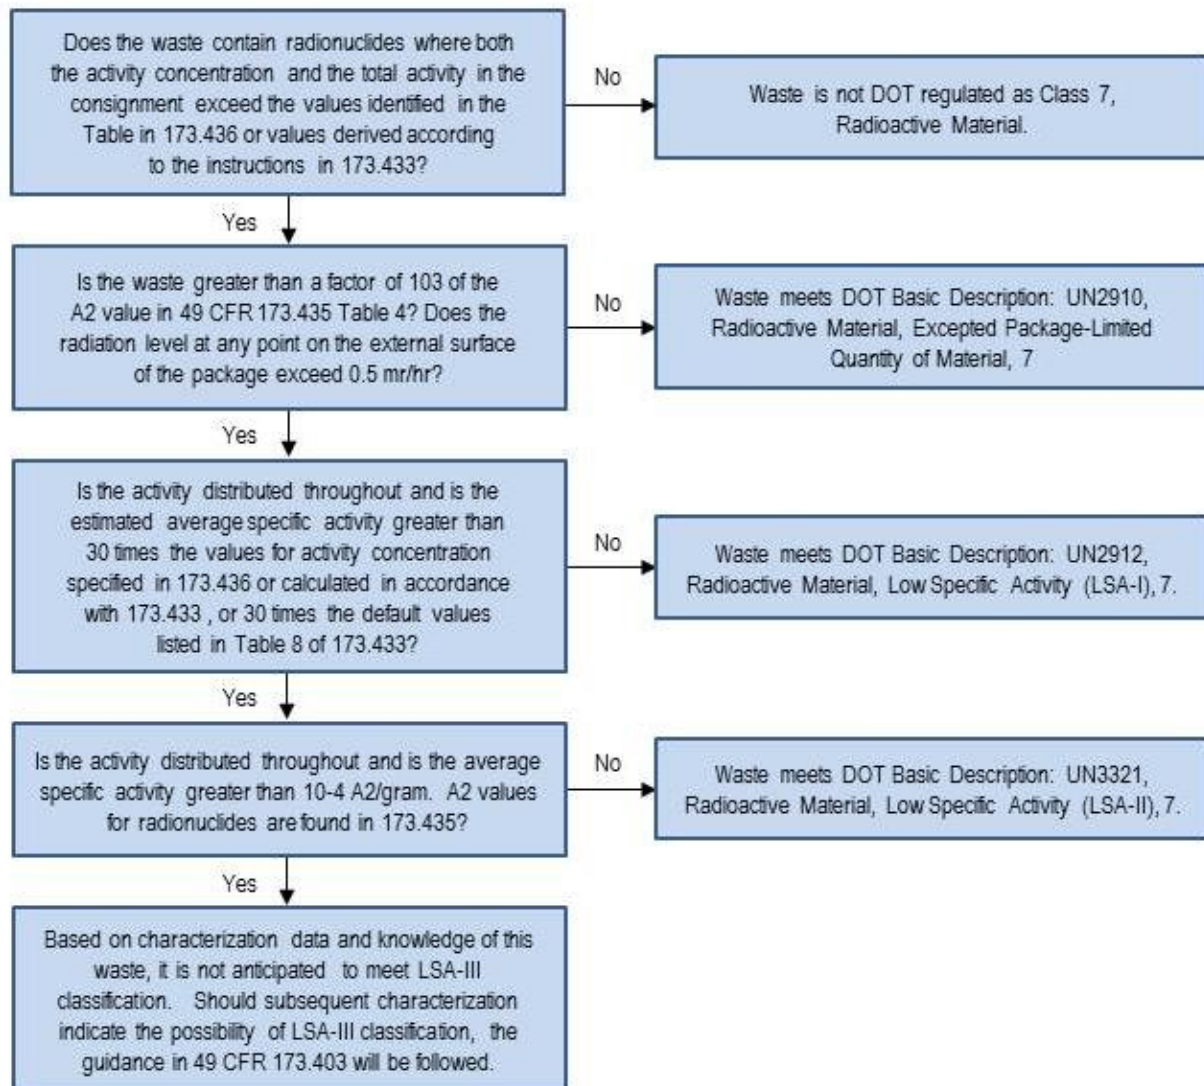 Does the waste contain radionuclides where both
the activity concentration and the total activity in the
consignment exceed the values identified in the
Table in 173.436 or values derived according
to the instructions in 173.433?
No
Waste is not DOT regulated as Class 7,
Radioactive Material.
Yes
Is the waste greater than a factor of 103 of the
A2 value in 49 CFR 173.435 Table 4? Does the
radiation level at any point on the external surface
of the package exceed 0.5 mr/hr?
No
Waste meets DOT Basic Description: UN2910,
Radioactive Material, Excepted Package-Limited
Quantity of Material, 7
Yes
Is the activity distributed throughout and is the
estimated average specific activity greater than
30 times the values for activity concentration
specified in 173.436 or calculated in accordance
with 173.433 , or 30 times the default values
listed in Table 8 of 173.433?
No
Waste meets DOT Basic Description: UN2912,
Radioactive Material, Low Specific Activity (LSA-I), 7.
Yes
Is the activity distributed throughout and is the average
specific activity greater than 10-4 A2/gram. A2 values
for radionuclides are found in 173.435?
No
Waste meets DOT Basic Description: UN3321,
Radioactive Material, Low Specific Activity (LSA-II), 7.
Yes
Based on characterization data and knowledge of this
waste, it is not anticipated to meet LSA-III
classification. Should subsequent characterization
indicate the possibility of LSA-III classification, the
guidance in 49 CFR 173.403 will be followed.